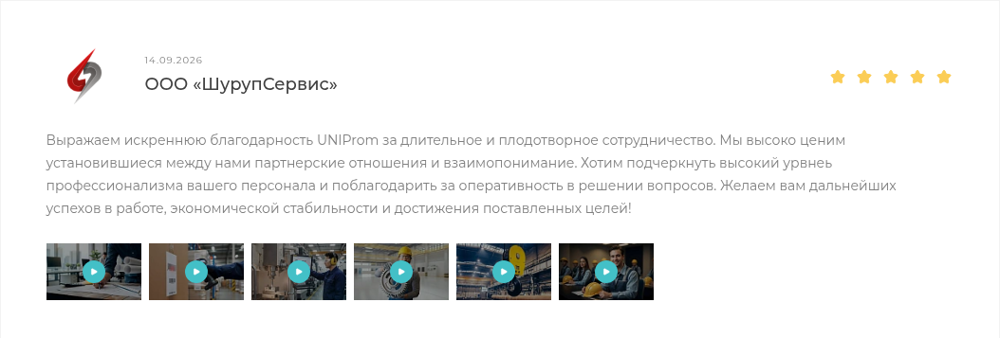 14.09.2026
ООО «ШурупСервис»
Выражаем искреннюю благодарность UNIProm за длительное и плодотворное сотрудничество. Мы высоко ценим
установившиеся между нами партнерские отношения и взаимопонимание. Хотим подчеркнуть высокий урвнеь
профессионализма вашего персонала и поблагодарить за оперативность в решении вопросов. Желаем вам дальнейших
успехов в работе, экономической стабильности и достижения поставленных целей!